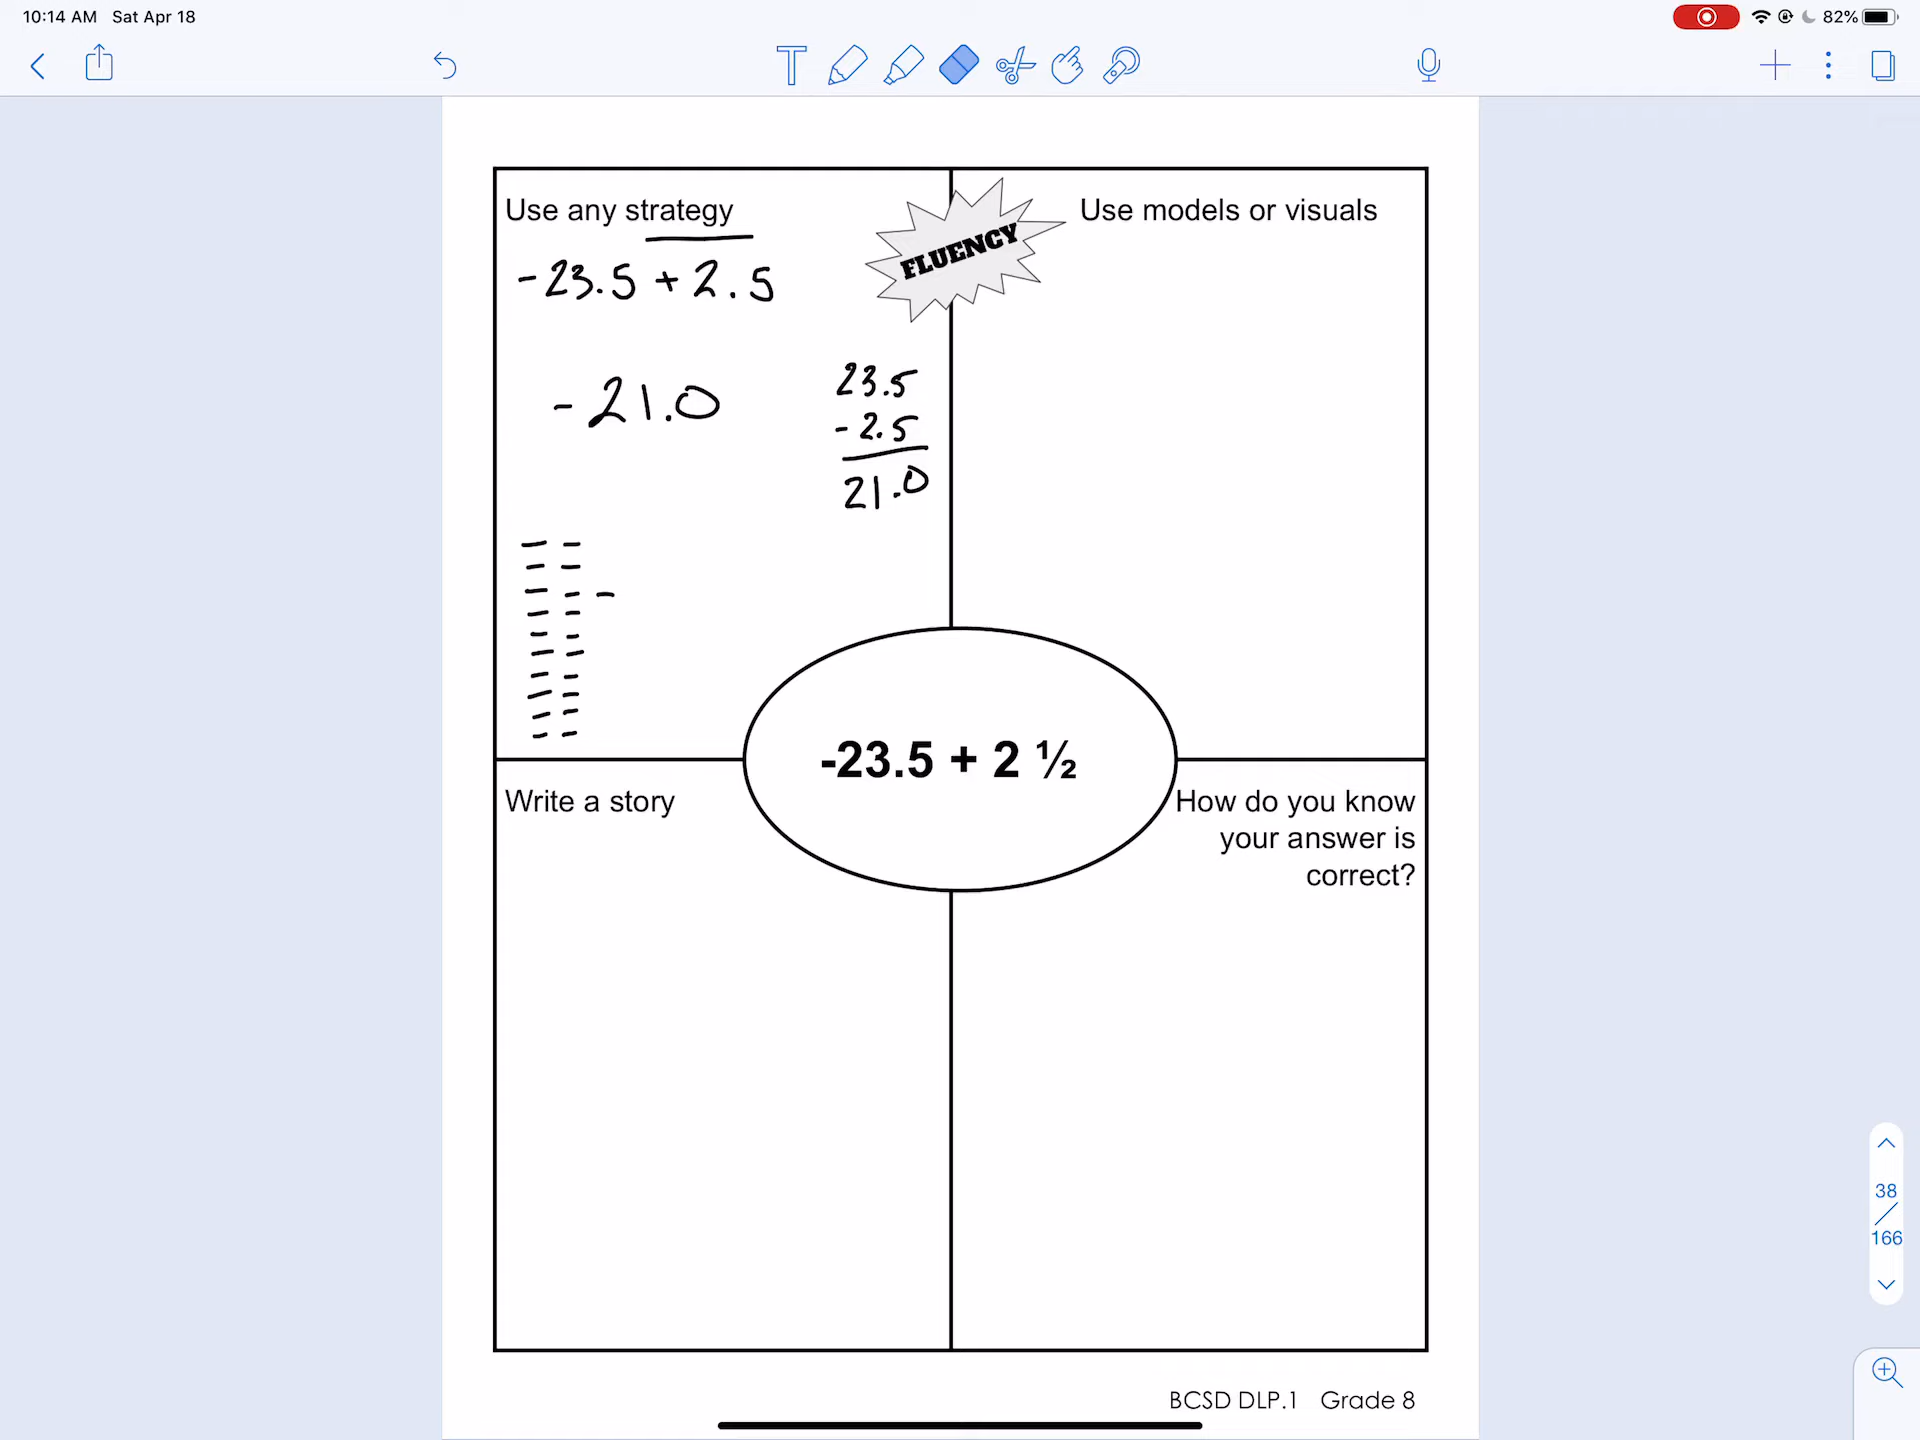 10:14 AM Sat Apr 18
82%
T
Use any strategy
FLUENCY
Use models or visuals
-23.5 + 2.5
-21.0
23.5
- 2.5
21.0
-23.5 + 2 ½
Write a story
How do you know
your answer is
correct?
38
166
BCSD DLP.1 Grade 8